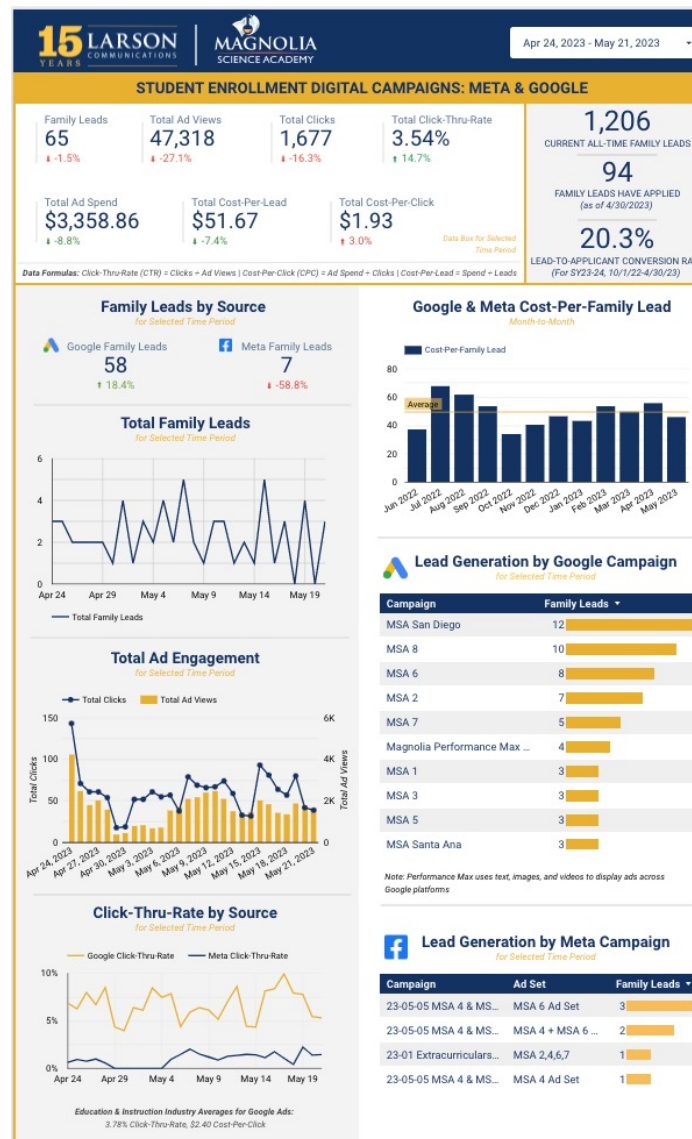 15 YEARS LARSON COMMUNICATIONS MAGNOLIA SCIENCE ACADEMY
Apr 24, 2023 - May 21, 2023
STUDENT ENROLLMENT DIGITAL CAMPAIGNS: META & GOOGLE
Family Leads Total Ad Views Total Clicks Total Click-Thru-Rate
65 47,318 1,677 3.54%
-1.5% -27.1% -16.3% 14.7%
Total Ad Spend Total Cost-Per-Lead Total Cost-Per-Click
$3,358.86 $51.67 $1.93
-8.8% -7.4% 3.0%
Data Box for Selected
Time Period
Data Formulas: Click-Thru-Rate (CTR) = Clicks ÷ Ad Views | Cost-Per-Click (CPC) = Ad Spend ÷ Clicks | Cost-Per-Lead = Spend ÷ Leads
1,206
CURRENT ALL-TIME FAMILY LEADS
94
FAMILY LEADS HAVE APPLIED
(as of 4/30/2023)
20.3%
LEAD-TO-APPLICANT CONVERSION RA
(For SY23-24, 10/1/22-4/30/23)
Family Leads by Source
for Selected Time Period
Google Family Leads Meta Family Leads
58 7
18.4% -58.8%
Total Family Leads
for Selected Time Period
6
4
2
0
Apr 24 Apr 29 May 4 May 9 May 14 May 19
Total Family Leads
Total Ad Engagement
for Selected Time Period
Total Clicks Total Ad Views
150 6K
100 4K
50 2K
0 0
Total Clicks
Total Ad Views
Apr 24, 2023 Apr 27, 2023 Apr 30, 2023 May 3, 2023 May 6, 2023 May 9, 2023 May 12, 2023 May 15, 2023 May 18, 2023 May 21, 2023
Click-Thru-Rate by Source
for Selected Time Period
Google Click-Thru-Rate Meta Click-Thru-Rate
10%
5%
0%
Apr 24 Apr 29 May 4 May 9 May 14 May 19
Education & Instruction Industry Averages for Google Ads:
3.78% Click-Thru-Rate, $2.40 Cost-Per-Click
Google & Meta Cost-Per-Family Lead
Month-to-Month
Cost-Per-Family Lead
80
60
Average
40
20
0
Jun 2022 Jul 2022 Aug 2022 Sep 2022 Oct 2022 Nov 2022 Dec 2022 Jan 2023 Feb 2023 Mar 2023 Apr 2023 May 2023
Lead Generation by Google Campaign
for Selected Time Period
Campaign Family Leads
MSA San Diego 12
MSA 8 10
MSA 6 8
MSA 2 7
MSA 7 5
Magnolia Performance Max ... 4
MSA 1 3
MSA 3 3
MSA 5 3
MSA Santa Ana 3
Note: Performance Max uses text, images, and videos to display ads across
Google platforms
Lead Generation by Meta Campaign
for Selected Time Period
Campaign Ad Set Family Leads
23-05-05 MSA 4 & MS... MSA 6 Ad Set 3
23-05-05 MSA 4 & MS... MSA 4 + MSA 6 ... 2
23-01 Extracurriculars... MSA 2,4,6,7 1
23-05-05 MSA 4 & MS... MSA 4 Ad Set 1